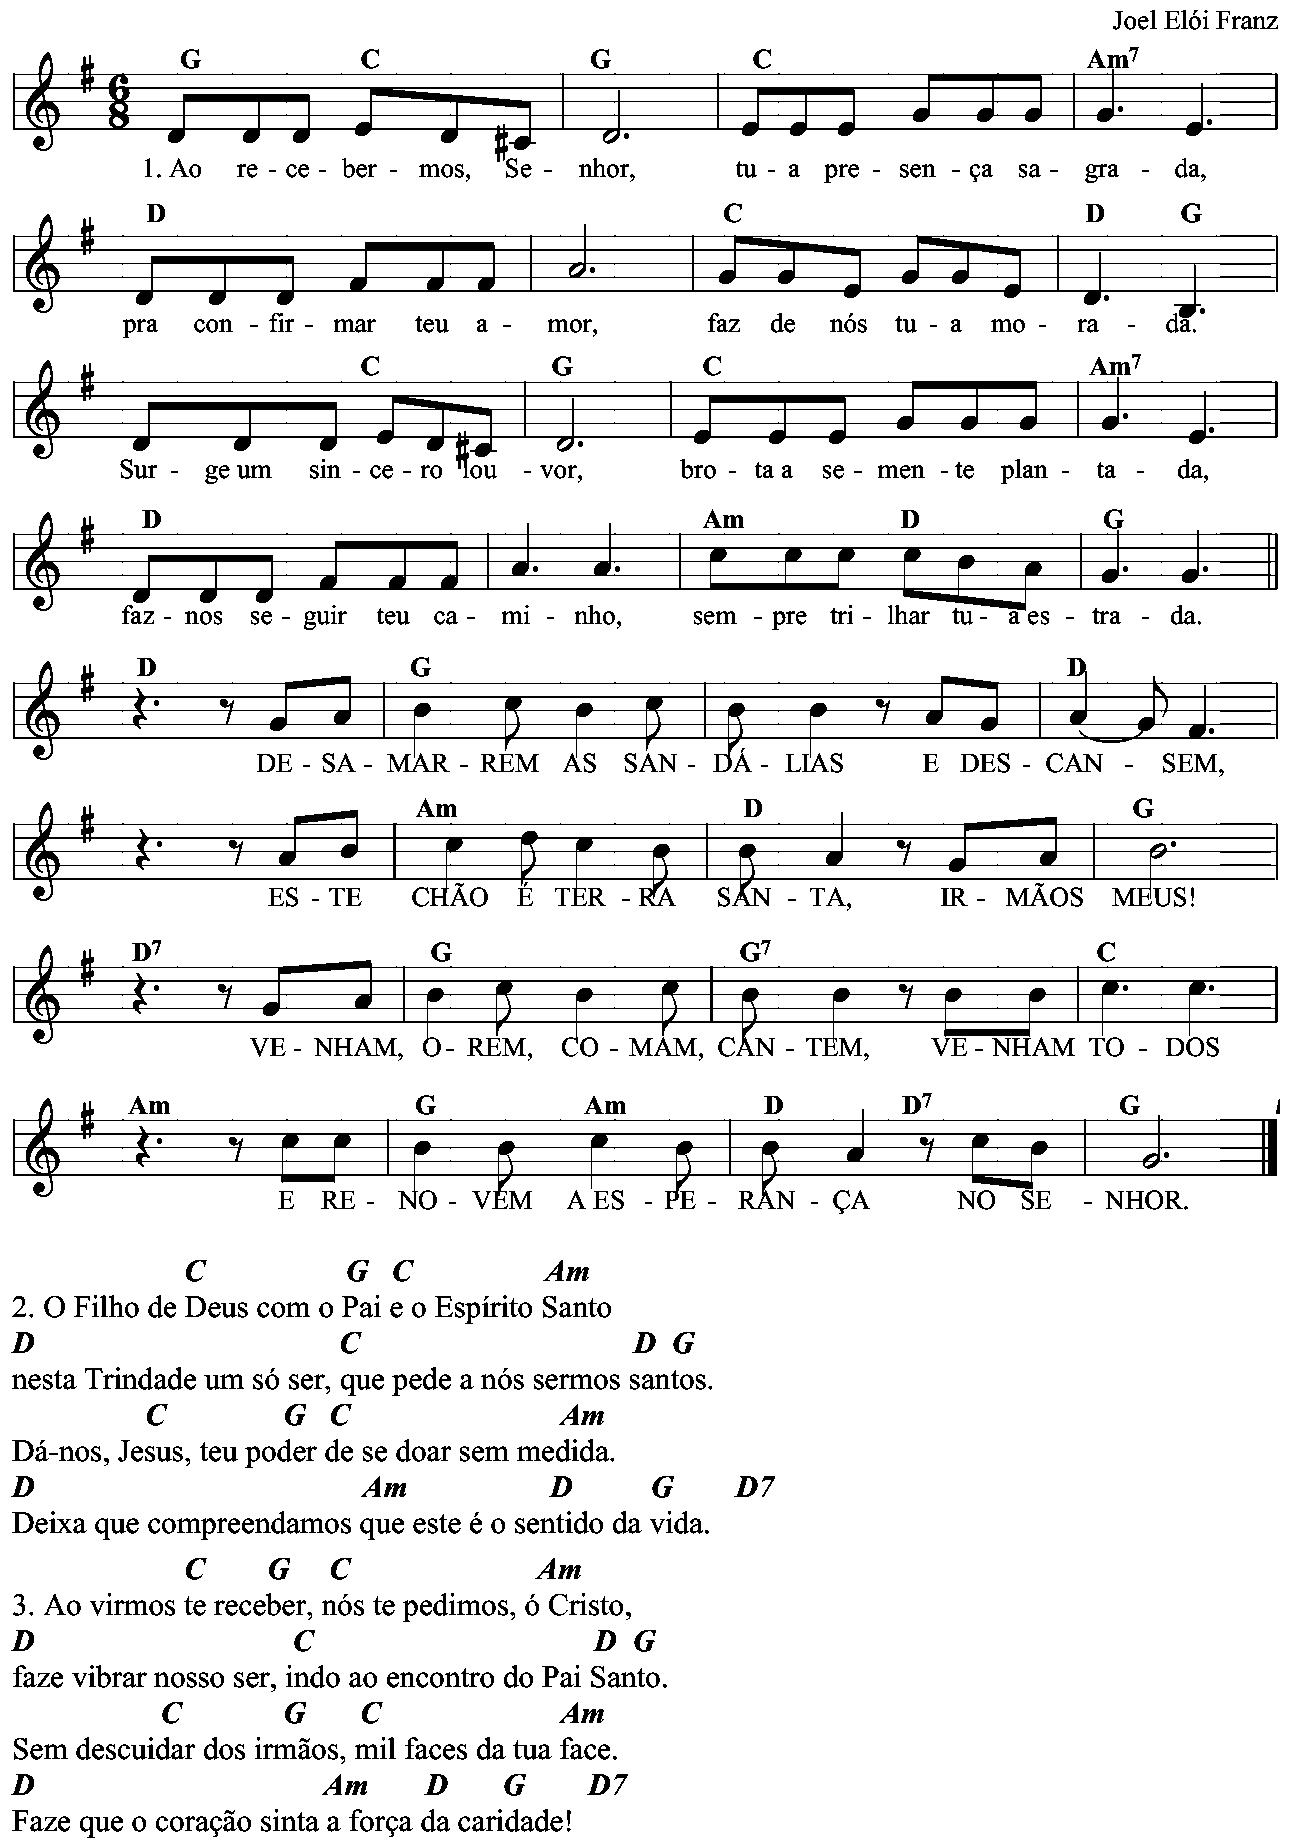 Joel Elói Franz
G C G C Am7
6
8
1. Ao re - ce - ber - mos, Se - nhor, tu - a pre - sen - ça sa - gra - da,
D C D G
pra con - fir - mar teu a - mor, faz de nós tu - a mo - ra - da.
C G C Am7
Sur - ge um sin - ce - ro lou - vor, bro - ta a se - men - te plan - ta - da,
D Am D G
faz - nos se - guir teu ca - mi - nho, sem - pre tri - lhar tu - a es - tra - da.
D G D
DE - SA - MAR - REM AS SAN - DÁ - LIAS E DES - CAN - SEM,
Am D G
ES - TE CHÃO É TER - RA SAN - TA, IR - MÃOS MEUS!
D7 G G7 C
VE - NHAM, O - REM, CO - MAM, CAN - TEM, VE - NHAM TO - DOS
Am G Am D D7 G
E RE - NO - VEM A ES - PE - RAN - ÇA NO SE - NHOR.
C G C Am
2. O Filho de Deus com o Pai e o Espírito Santo
D C D G
nesta Trindade um só ser, que pede a nós sermos santos.
C G C Am
Dá-nos, Jesus, teu poder de se doar sem medida.
D Am D G D7
Deixa que compreendamos que este é o sentido da vida.
C G C Am
3. Ao virmos te receber, nós te pedimos, ó Cristo,
D C D G
faze vibrar nosso ser, indo ao encontro do Pai Santo.
C G C Am
Sem descuidar dos irmãos, mil faces da tua face.
D Am D G D7
Faze que o coração sinta a força da caridade!